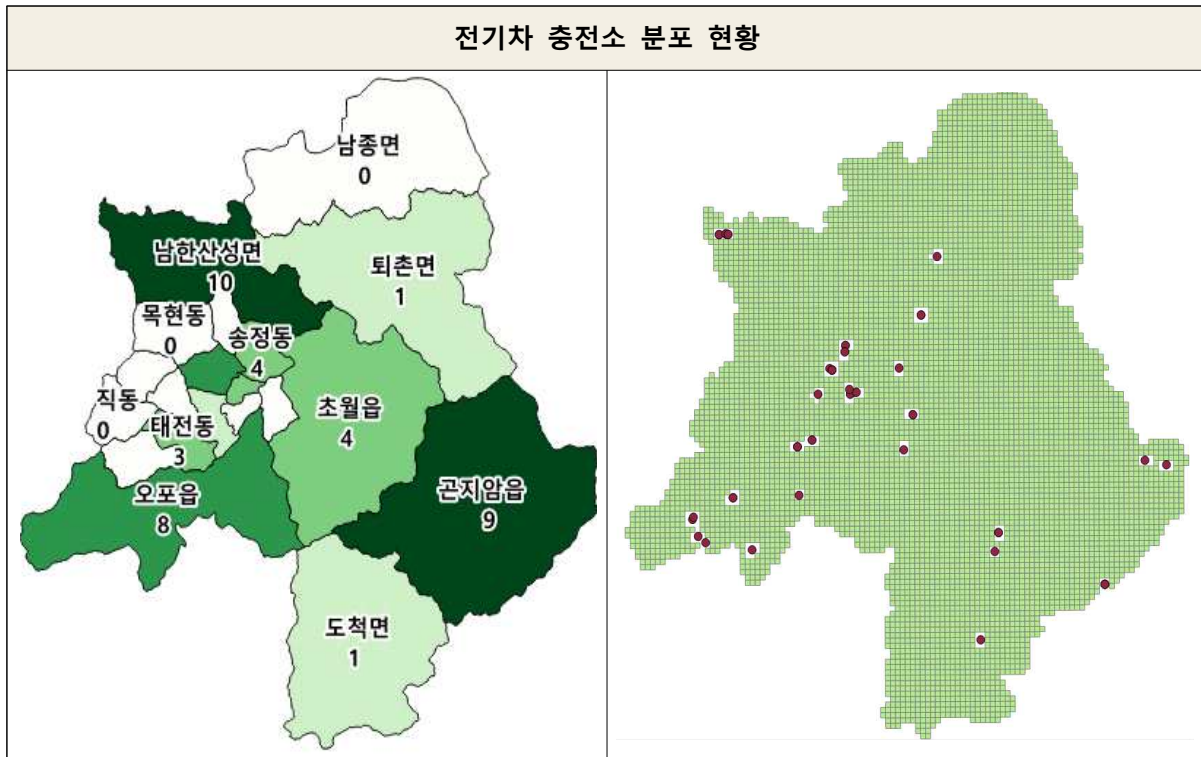 전기차 충전소 분포 현황
남종면
0
남한산성면
10
퇴촌면
1
목현동
0
송정동
4
직동
0
태전동
3
초월읍
4
오포읍
8
곤지암읍
9
도척면
1